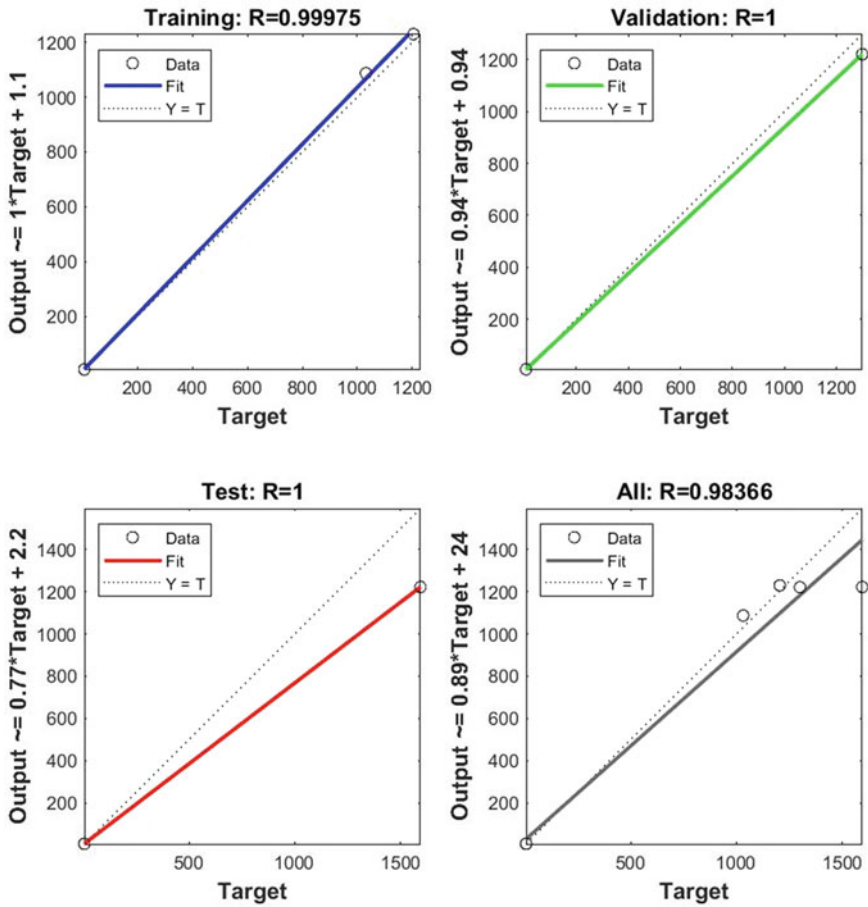 Training: R=0.99975
Output ~= 1*Target + 1.1
1200
1000
800
600
400
200
Data
Fit
Y = T
200 400 600 800 1000 1200
Target
Validation: R=1
Output ~= 0.94*Target + 0.94
1200
1000
800
600
400
200
Data
Fit
Y = T
200 400 600 800 1000 1200
Target
Test: R=1
Output ~= 0.77*Target + 2.2
1400
1200
1000
800
600
400
200
Data
Fit
Y = T
500 1000 1500
Target
All: R=0.98366
Output ~= 0.89*Target + 24
1400
1200
1000
800
600
400
200
Data
Fit
Y = T
500 1000 1500
Target